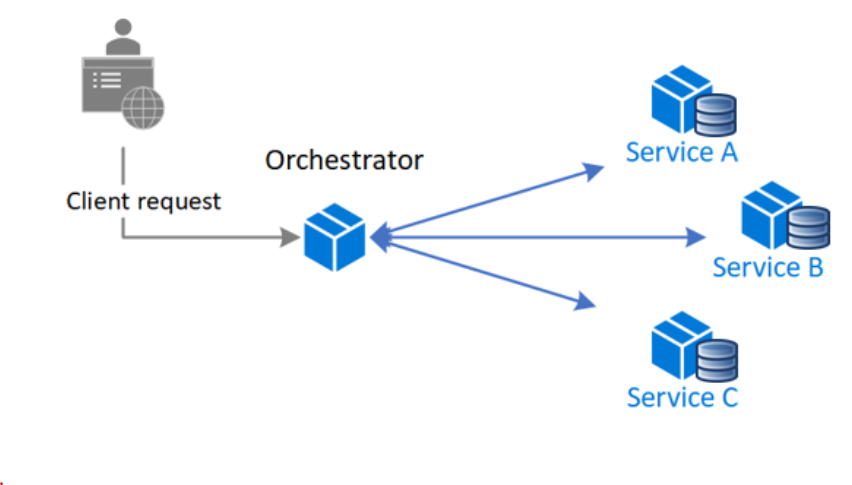 Orchestrator
Client request
Service A
Service B
Service C